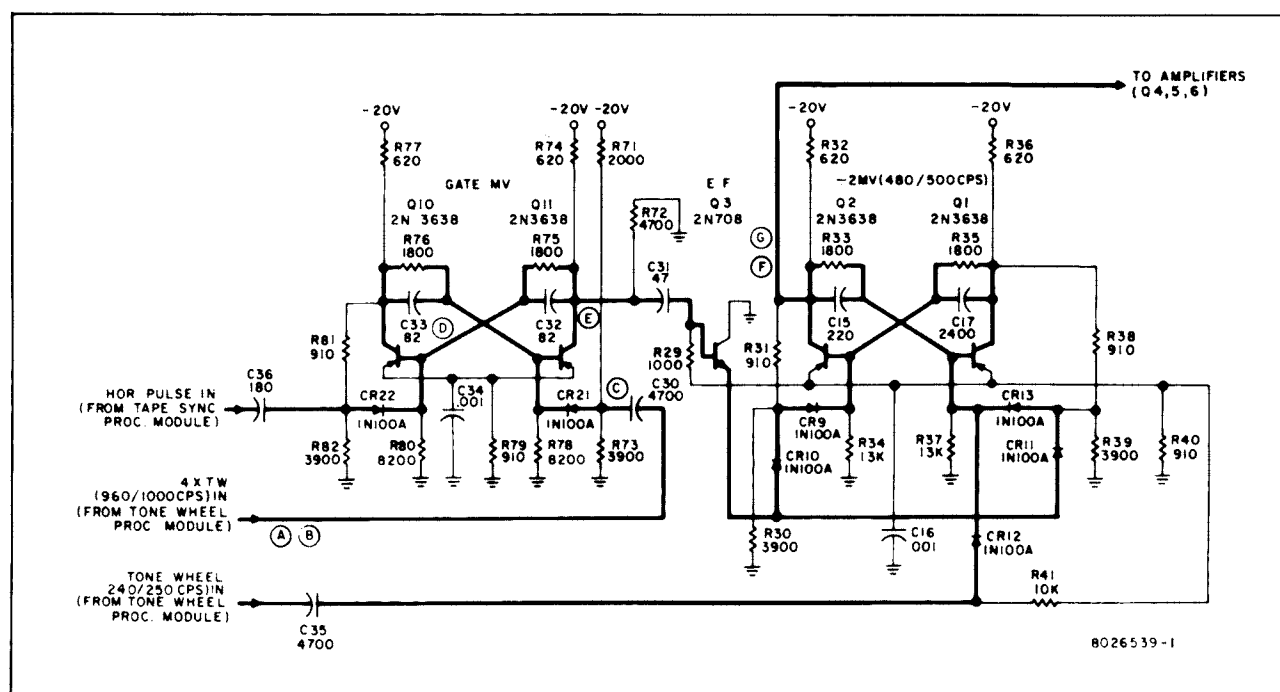 TO AMPLIFIERS
(Q4,5,6)
-20V
-20V
-20V
-20V
-20V
R77
620
R74
620
R71
2000
R32
620
R36
620
GATE MV
E F
Q3
2N708
÷2MV(480/500CPS)
Q10
2N 3638
Q11
2N3638
R72
4700
Q2
2N3638
Q1
2N3638
R76
1800
R75
1800
G
R33
1800
R35
1800
C31
47
F
C33
82
D
C32
82
E
C15
220
C17
2400
R81
910
R29
1000
R31
910
R38
910
HOR PULSE IN
(FROM TAPE SYNC
PROC. MODULE)
C36
180
CR22
1N100A
C34
.001
CR21
1N100A
C
C30
4700
CR9
1N100A
CR13
1N100A
R82
3900
R80
8200
R79
910
R78
8200
R73
3900
CR10
1N100A
R34
13K
R37
13K
CR11
1N100A
R39
3900
R40
910
4 X TW
(960/1000CPS)IN
(FROM TONE WHEEL
PROC MODULE)
A
B
R30
3900
C16
.001
CR12
1N100A
TONE WHEEL
240/250CPS)IN
(FROM TONE WHEEL
PROC. MODULE)
C35
4700
R41
10K
8026539-1